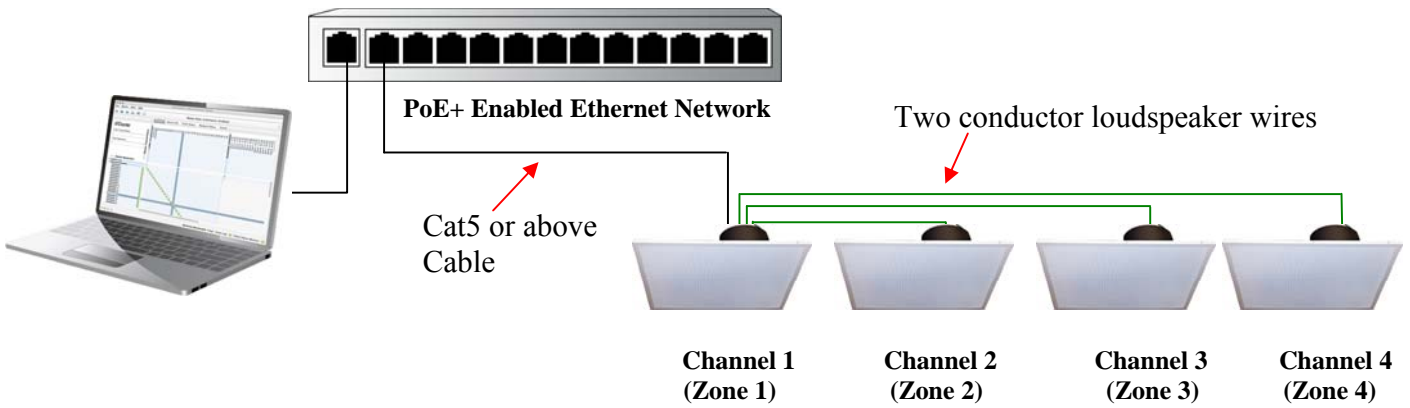 PoE+ Enabled Ethernet Network
Two conductor loudspeaker wires
Cat5 or above
Cable
Channel 1
(Zone 1)
Channel 2
(Zone 2)
Channel 3
(Zone 3)
Channel 4
(Zone 4)